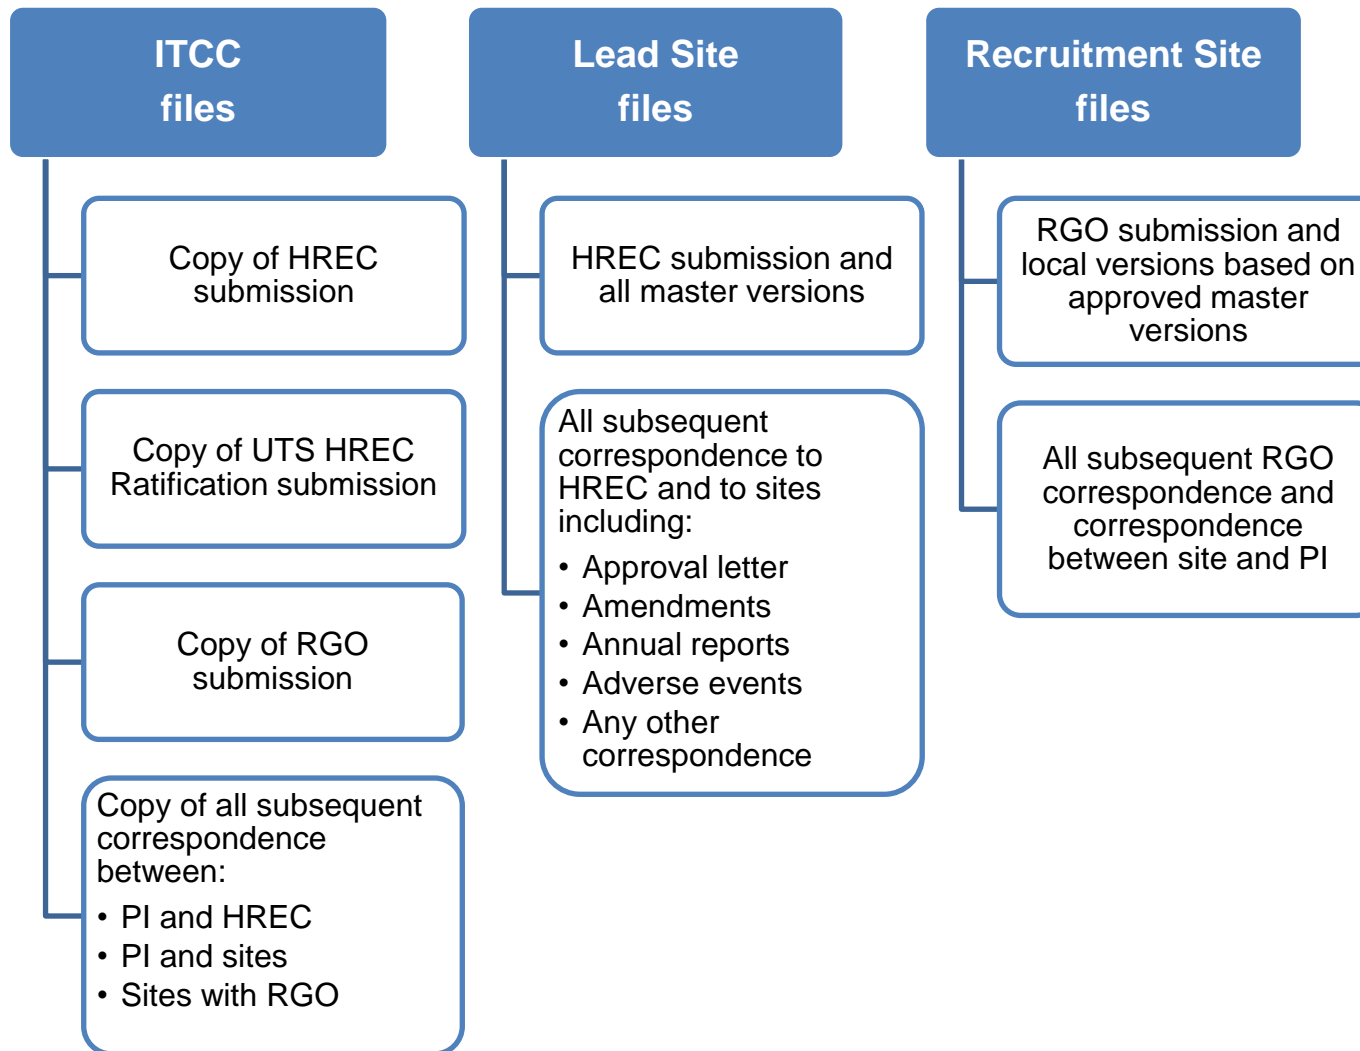 ITCC
files
Copy of HREC
submission
Copy of UTS HREC
Ratification submission
Copy of RGO
submission
Copy of all subsequent
correspondence
between:
• PI and HREC
• PI and sites
• Sites with RGO
Lead Site
files
HREC submission and
all master versions
All subsequent
correspondence to
HREC and to sites
including:
• Approval letter
• Amendments
• Annual reports
• Adverse events
• Any other
correspondence
Recruitment Site
files
RGO submission and
local versions based on
approved master
versions
All subsequent RGO
correspondence and
correspondence
between site and PI